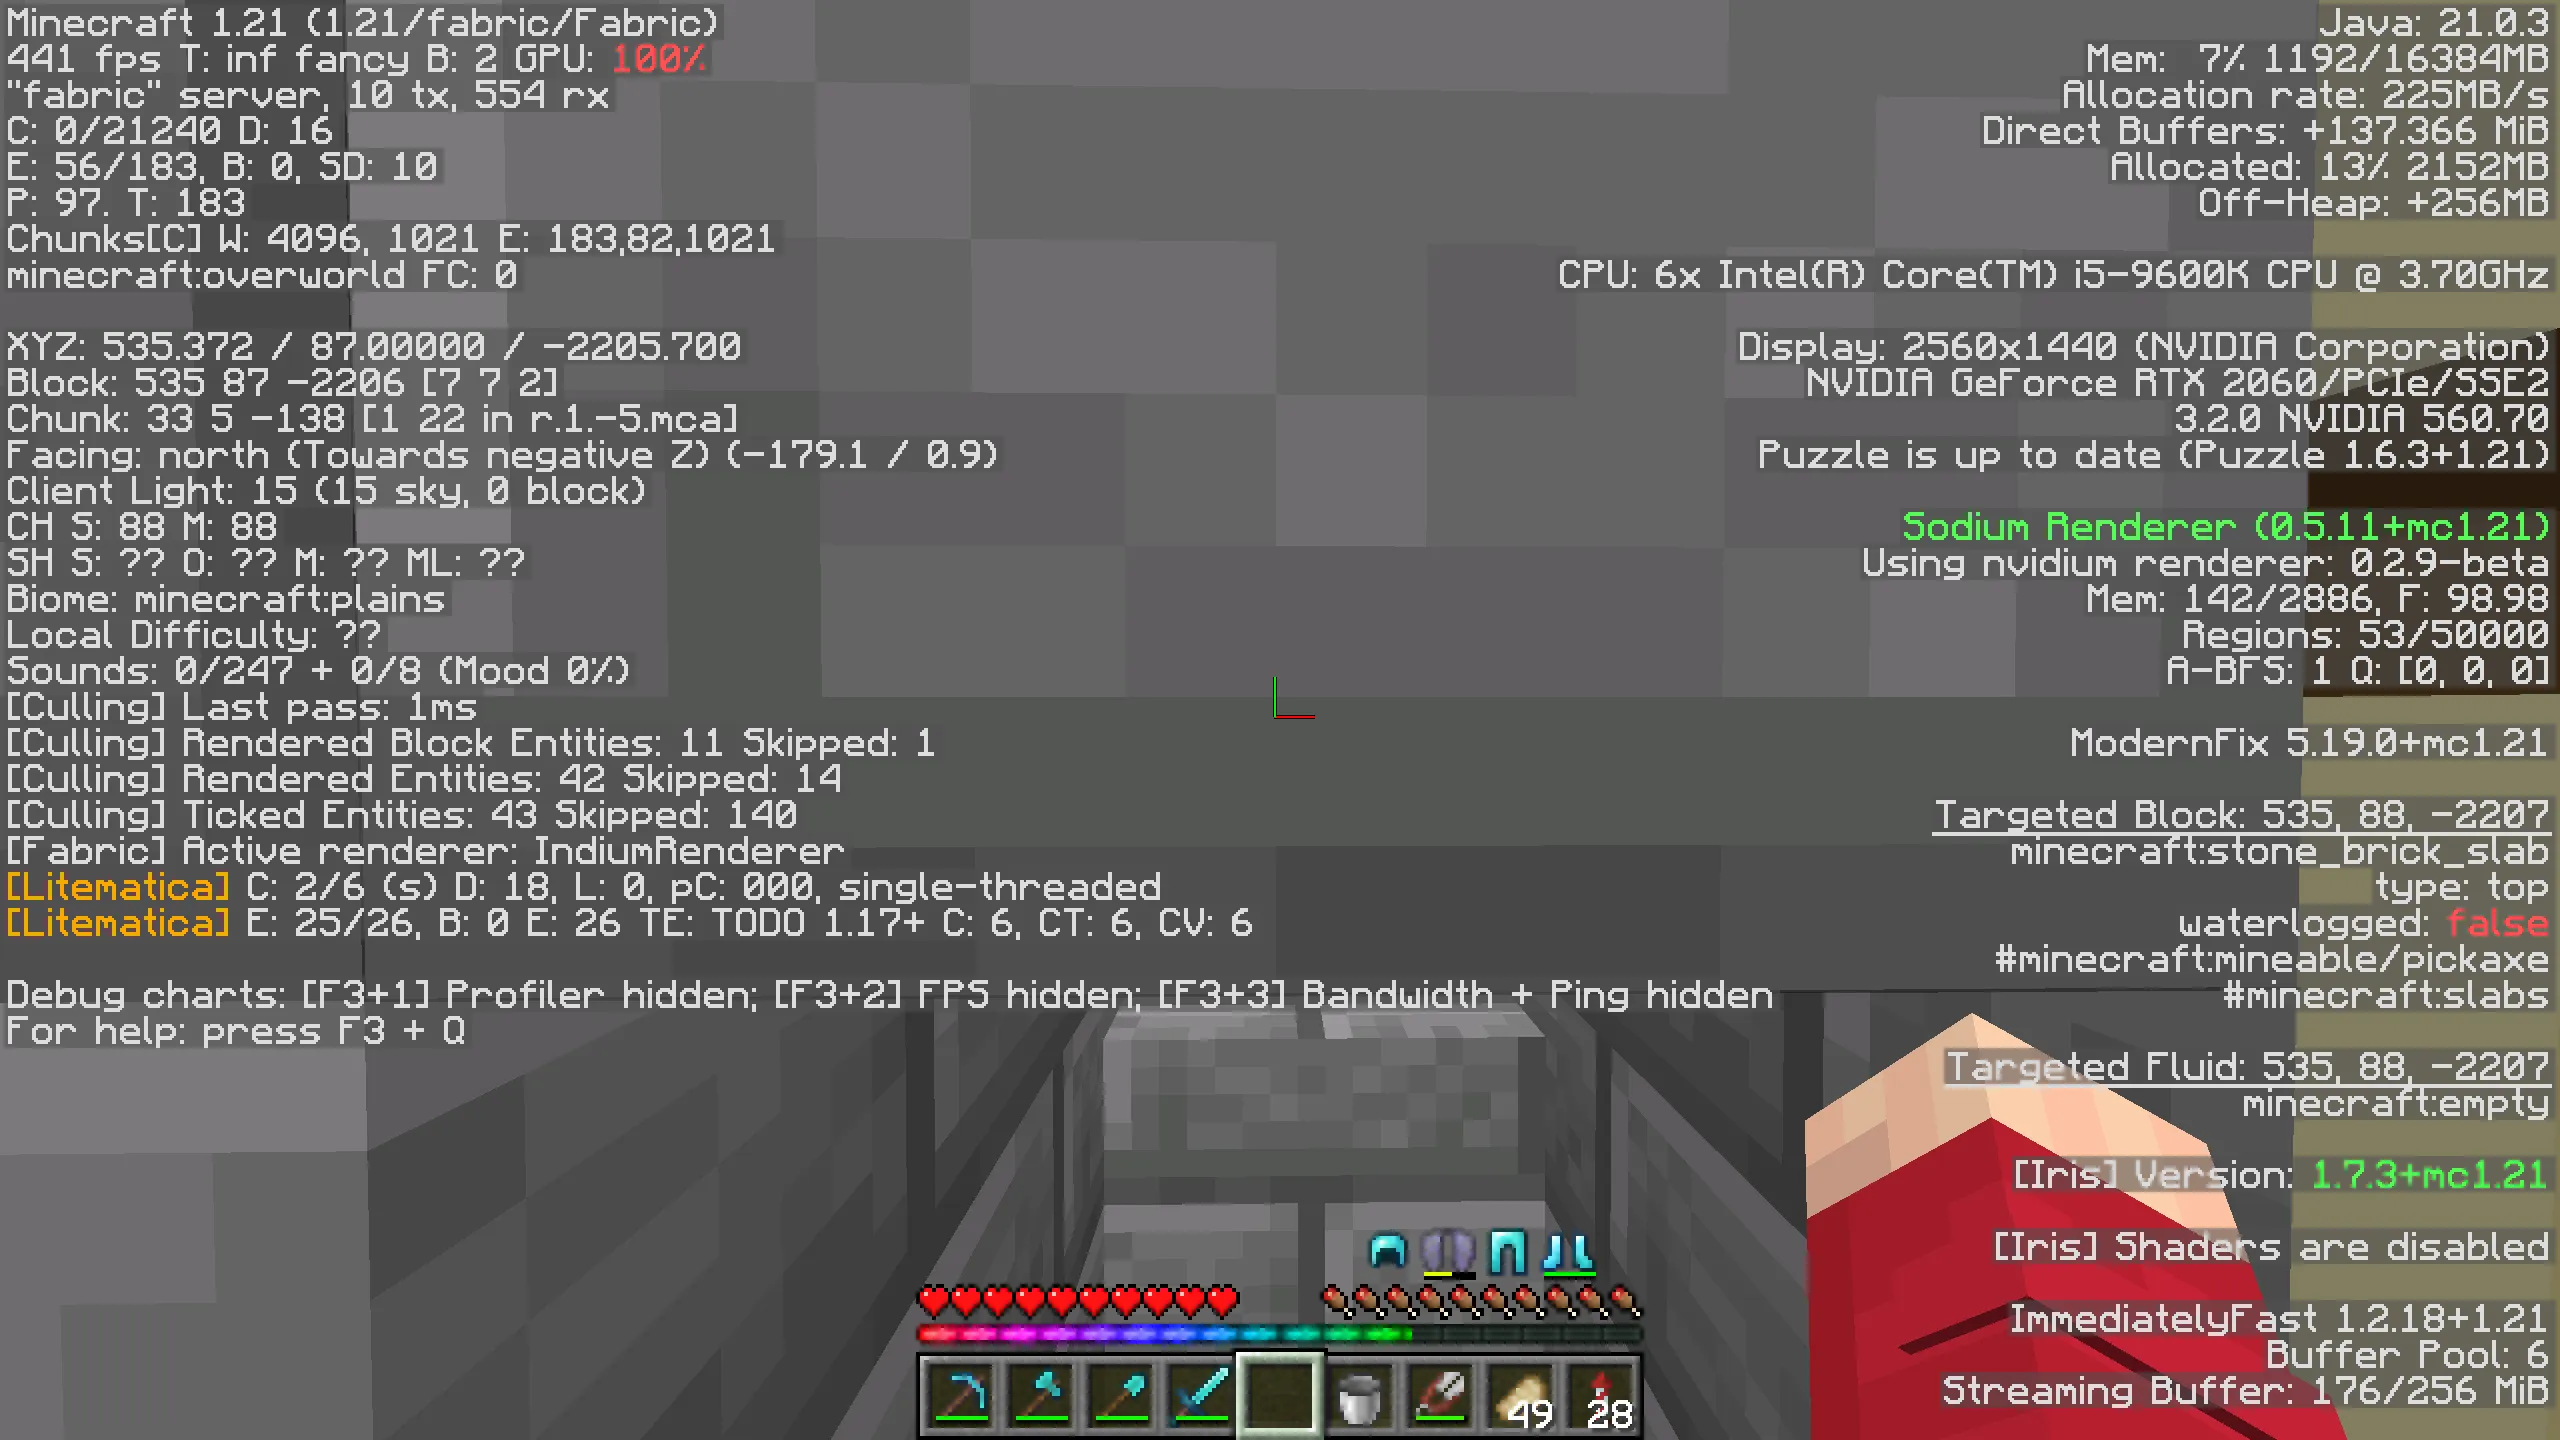 Minecraft 1.21 (1.21/fabric/Fabric)
441 fps T: inf fancy B: 2 GPU: 100%
"fabric" server, 10 tx, 554 rx
C: 0/21240 D: 16
E: 56/183, B: 0, SD: 10
P: 97. T: 183
Chunks[C] W: 4096, 1021 E: 183,82,1021
minecraft:overworld FC: 0
XYZ: 535.372 / 87.00000 / -2205.700
Block: 535 87 -2206 [7 7 2]
Chunk: 33 5 -138 [1 22 in r.1.-5.mca]
Facing: north (Towards negative Z) (-179.1 / 0.9)
Client Light: 15 (15 sky, 0 block)
CH S: 88 M: 88
SH S: ?? O: ?? M: ?? ML: ??
Biome: minecraft:plains
Local Difficulty: ??
Sounds: 0/247 + 0/8 (Mood 0%)
[Culling] Last pass: 1ms
[Culling] Rendered Block Entities: 11 Skipped: 1
[Culling] Rendered Entities: 42 Skipped: 14
[Culling] Ticked Entities: 43 Skipped: 140
[Fabric] Active renderer: IndiumRenderer
[Litematica] C: 2/6 (s) D: 18, L: 0, pC: 000, single-threaded
[Litematica] E: 25/26, B: 0 E: 26 TE: TODO 1.17+ C: 6, CT: 6, CV: 6
Debug charts: [F3+1] Profiler hidden; [F3+2] FPS hidden; [F3+3] Bandwidth + Ping hidden
For help: press F3 + Q
Java: 21.0.3
Mem: 7% 1192/16384MB
Allocation rate: 225MB/s
Direct Buffers: +137.366 MiB
Allocated: 13% 2152MB
Off-Heap: +256MB
CPU: 6x Intel(R) Core(TM) i5-9600K CPU @ 3.70GHz
Display: 2560x1440 (NVIDIA Corporation)
NVIDIA GeForce RTX 2060/PCIe/SSE2
3.2.0 NVIDIA 560.70
Puzzle is up to date (Puzzle 1.6.3+1.21)
Sodium Renderer (0.5.11+mc1.21)
Using nvidium renderer: 0.2.9-beta
Mem: 142/2886, F: 98.98
Regions: 53/50000
A-BFS: 1 Q: [0, 0, 0]
ModernFix 5.19.0+mc1.21
Targeted Block: 535, 88, -2207
minecraft:stone_brick_slab
type: top
waterlogged: false
#minecraft:mineable/pickaxe
#minecraft:slabs
Targeted Fluid: 535, 88, -2207
minecraft:empty
[Iris] Version: 1.7.3+mc1.21
[Iris] Shaders are disabled
ImmediatelyFast 1.2.18+1.21
Buffer Pool: 6
Streaming Buffer: 176/256 MiB
49 28